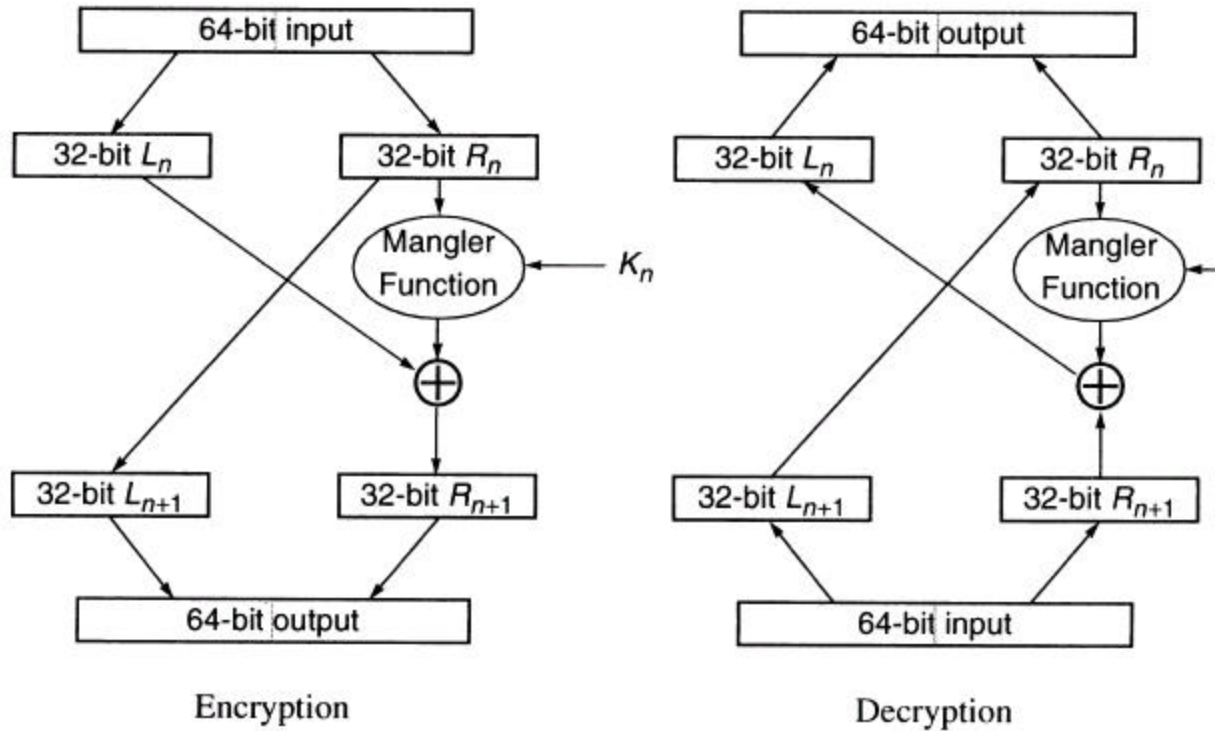 64-bit input
32-bit Lₙ
32-bit Rₙ
Mangler
Function
Kₙ
32-bit Lₙ₊₁
32-bit Rₙ₊₁
64-bit output
Encryption
64-bit output
32-bit Lₙ
32-bit Rₙ
Mangler
Function
32-bit Lₙ₊₁
32-bit Rₙ₊₁
64-bit input
Decryption